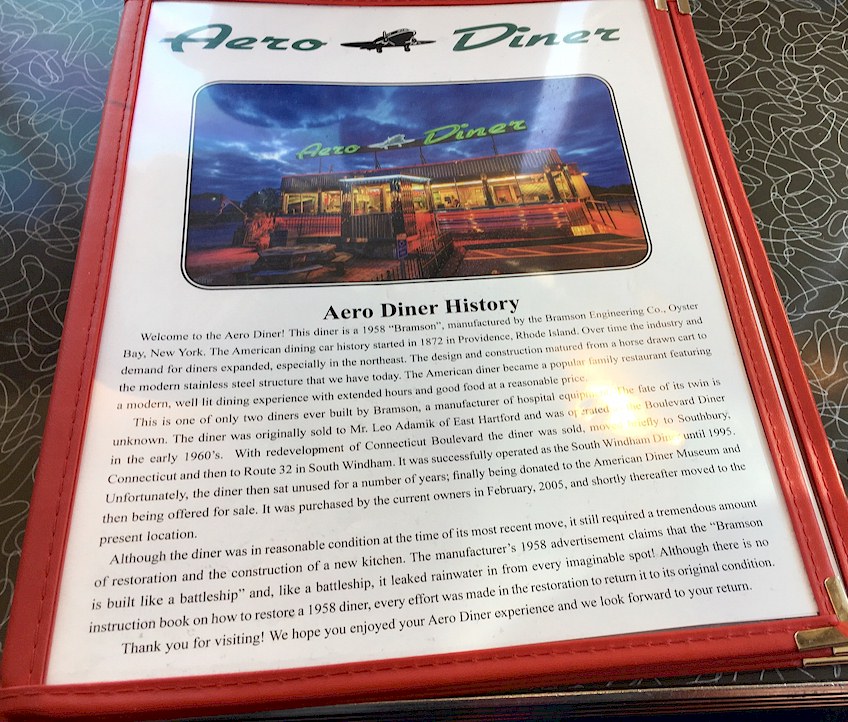 Aero Diner
Aero Diner
Aero Diner History
Welcome to the Aero Diner! This diner is a 1958 "Bramson", manufactured by the Bramson Engineering Co., Oyster
Bay, New York. The American dining car history started in 1872 in Providence, Rhode Island. Over time the industry and
demand for diners expanded, especially in the northeast. The design and construction matured from a horse drawn cart to
the modern stainless steel structure that we have today. The American diner became a popular family restaurant featuring
a modern, well lit dining experience with extended hours and good food at a reasonable price.
This is one of only two diners ever built by Bramson, a manufacturer of hospital The fate of its twin is
unknown. The diner was originally sold to Mr. Leo Adamik of East Hartford and was Boulevard Diner
in the early 1960's. With redevelopment of Connecticut Boulevard the diner was sold, to Southbury,
Connecticut and then to Route 32 in South Windham. It was successfully operated as the South Windham Diner until 1995.
Unfortunately, the diner then sat unused for a number of years; finally being donated to the American Diner Museum and
then being offered for sale. It was purchased by the current owners in February, 2005, and shortly thereafter moved to the
present location.
Although the diner was in reasonable condition at the time of its most recent move, it still required a tremendous amount
of restoration and the construction of a new kitchen. The manufacturer's 1958 advertisement claims that the "Bramson
is built like a battleship" and, like a battleship, it leaked rainwater in from every imaginable spot! Although there is no
instruction book on how to restore a 1958 diner, every effort was made in the restoration to return it to its original condition.
Thank you for visiting! We hope you enjoyed your Aero Diner experience and we look forward to your return.